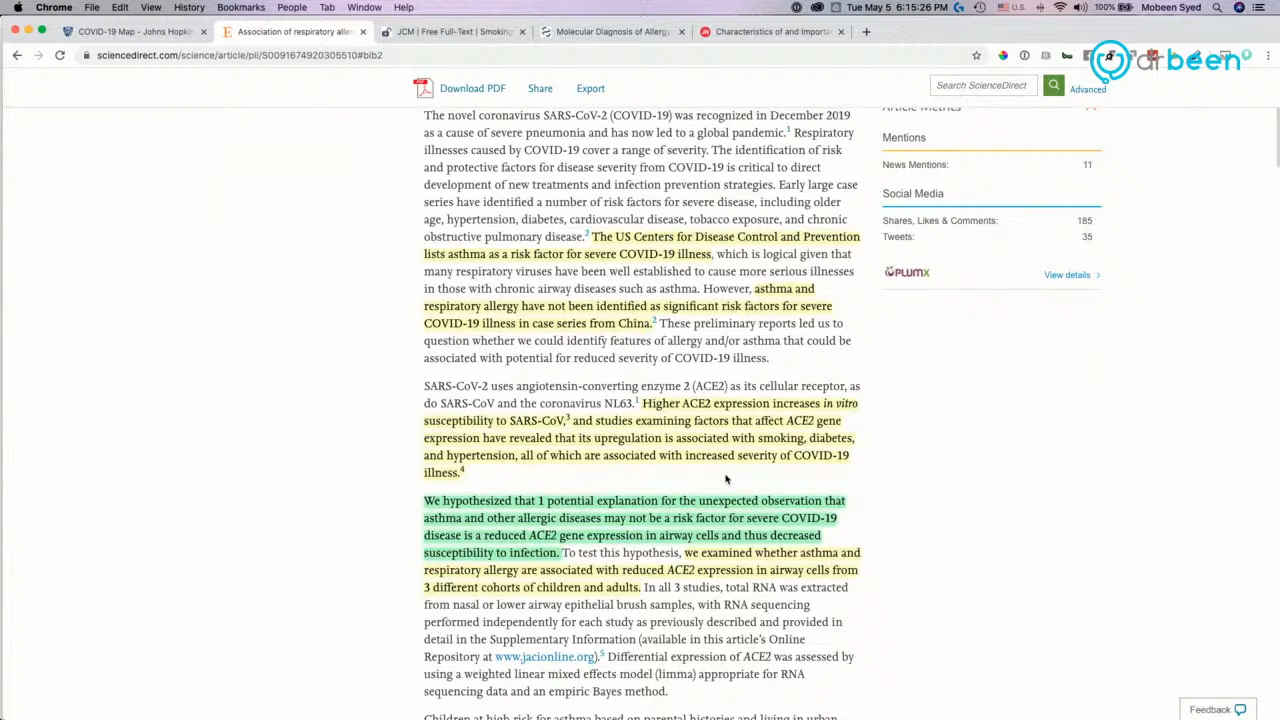 Chrome File Edit View History Bookmarks People Tab Window Help
100% Tue May 5 6:15:26 PM Mobeen Syed
COVID-19 Map - Johns Hopkin
Association of respiratory aller
JCM | Free Full-Text | Smoking
Molecular Diagnosis of Allergy
Characteristics of and Importa
sciencedirect.com/science/article/pii/S0091674920305510#bib2
drbeen
Download PDF Share Export
Search ScienceDirect
Advanced
The novel coronavirus SARS-CoV-2 (COVID-19) was recognized in December 2019
as a cause of severe pneumonia and has now led to a global pandemic.1 Respiratory
illnesses caused by COVID-19 cover a range of severity. The identification of risk
and protective factors for disease severity from COVID-19 is critical to direct
development of new treatments and infection prevention strategies. Early large case
series have identified a number of risk factors for severe disease, including older
age, hypertension, diabetes, cardiovascular disease, tobacco exposure, and chronic
obstructive pulmonary disease.2 The US Centers for Disease Control and Prevention
lists asthma as a risk factor for severe COVID-19 illness, which is logical given that
many respiratory viruses have been well established to cause more serious illnesses
in those with chronic airway diseases such as asthma. However, asthma and
respiratory allergy have not been identified as significant risk factors for severe
COVID-19 illness in case series from China.2 These preliminary reports led us to
question whether we could identify features of allergy and/or asthma that could be
associated with potential for reduced severity of COVID-19 illness.
SARS-CoV-2 uses angiotensin-converting enzyme 2 (ACE2) as its cellular receptor, as
do SARS-CoV and the coronavirus NL63.1 Higher ACE2 expression increases in vitro
susceptibility to SARS-CoV,3 and studies examining factors that affect ACE2 gene
expression have revealed that its upregulation is associated with smoking, diabetes,
and hypertension, all of which are associated with increased severity of COVID-19
illness.4
We hypothesized that 1 potential explanation for the unexpected observation that
asthma and other allergic diseases may not be a risk factor for severe COVID-19
disease is a reduced ACE2 gene expression in airway cells and thus decreased
susceptibility to infection. To test this hypothesis, we examined whether asthma and
respiratory allergy are associated with reduced ACE2 expression in airway cells from
3 different cohorts of children and adults. In all 3 studies, total RNA was extracted
from nasal or lower airway epithelial brush samples, with RNA sequencing
performed independently for each study as previously described and provided in
detail in the Supplementary Information (available in this article's Online
Repository at www.jacionline.org).5 Differential expression of ACE2 was assessed by
using a weighted linear mixed effects model (limma) appropriate for RNA
sequencing data and an empiric Bayes method.
Children at high risk for asthma based on parental histories and living in urban
Article Metrics
Mentions
News Mentions: 11
Social Media
Shares, Likes & Comments: 185
Tweets: 35
PLUMX
View details
Feedback